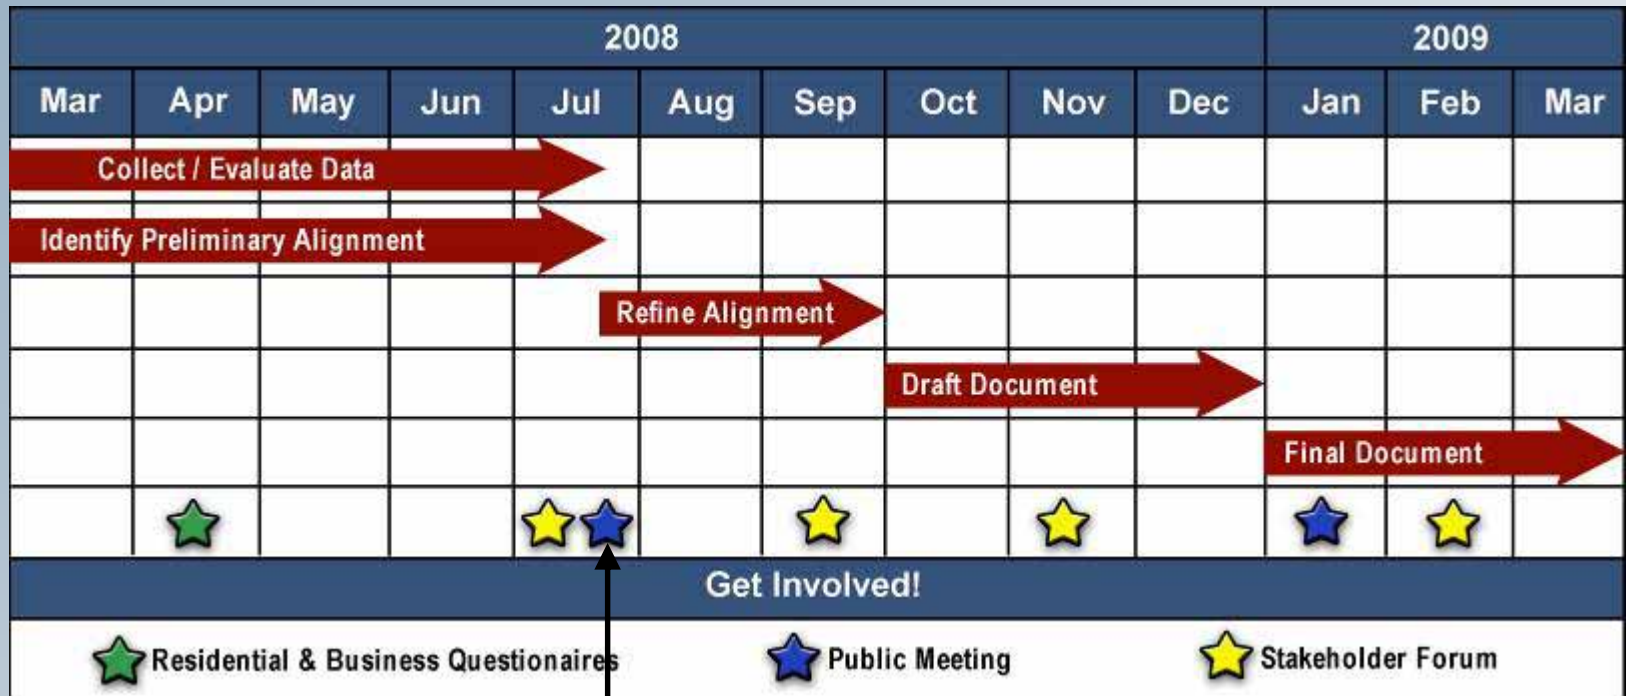 2008 2009
Mar Apr May Jun Jul Aug Sep Oct Nov Dec Jan Feb Mar
Collect / Evaluate Data
Identify Preliminary Alignment
Refine Alignment
Draft Document
Final Document
Get Involved!
Residential & Business Questionaires Public Meeting Stakeholder Forum